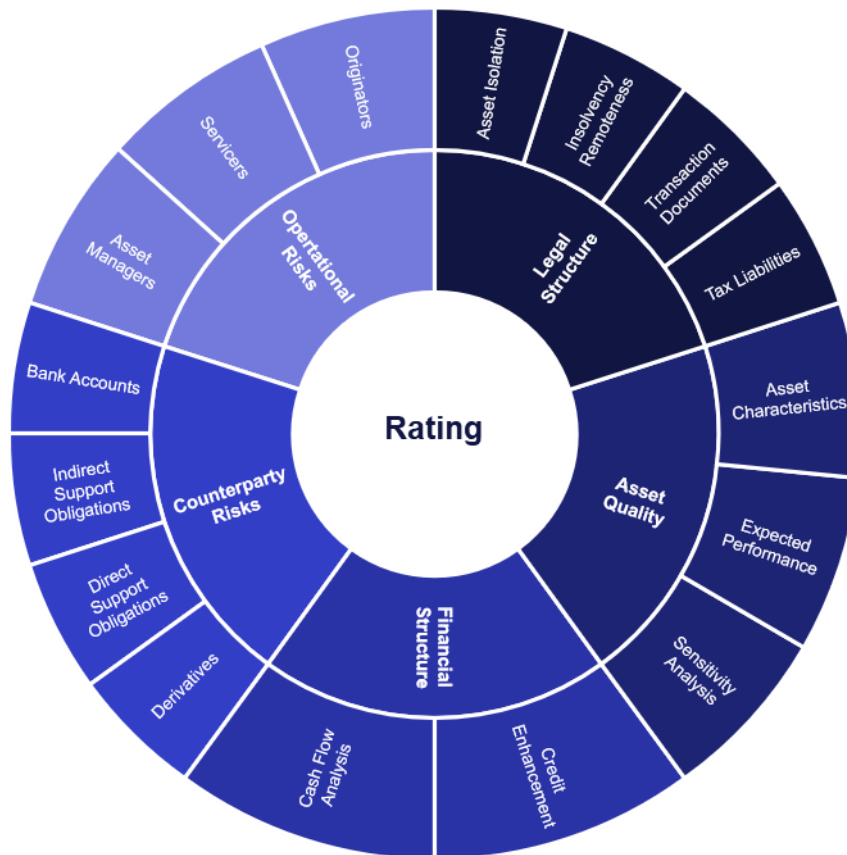 Rating
Legal
Structure
Asset Isolation
Insolvency
Remoteness
Transaction
Documents
Tax Liabilities
Asset
Quality
Asset
Characteristics
Expected
Performance
Sensitivity
Analysis
Financial
Structure
Credit
Enhancement
Cash Flow
Analysis
Counterparty
Risks
Derivatives
Direct
Support
Obligations
Indirect
Support
Obligations
Bank Accounts
Opertational
Risks
Asset
Managers
Servicers
Originators